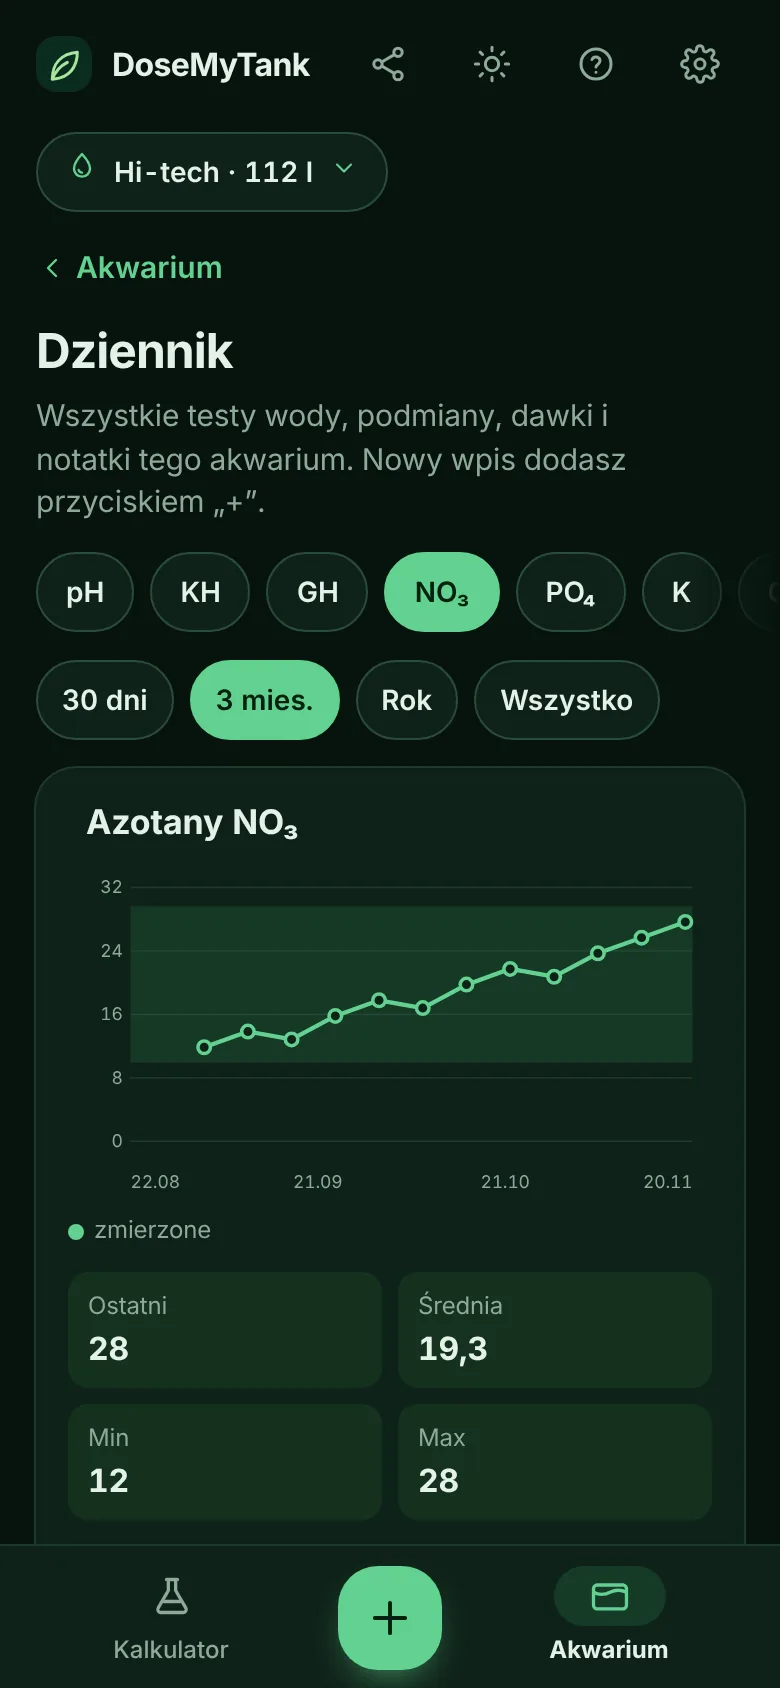 DoseMyTank
Hi-tech · 112 l
Akwarium
Dziennik
Wszystkie testy wody, podmiany, dawki i
notatki tego akwarium. Nowy wpis dodasz
przyciskiem „+”.
pH KH GH NO₃ PO₄ K
30 dni 3 mies. Rok Wszystko
Azotany NO₃
32
24
16
8
0
22.08 21.09 21.10 20.11
zmierzone
Ostatni Średnia
28 19,3
Min Max
12 28
Kalkulator Akwarium